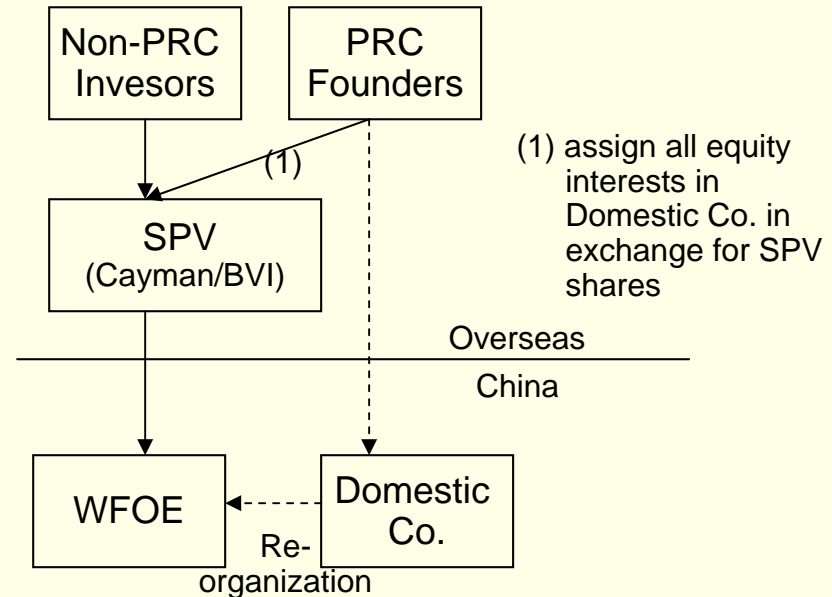 Non-PRC
Invesors
PRC
Founders
(1)
(1) assign all equity
interests in
Domestic Co. in
exchange for SPV
shares
SPV
(Cayman/BVI)
Overseas
China
WFOE
Domestic
Co.
Re-
organization